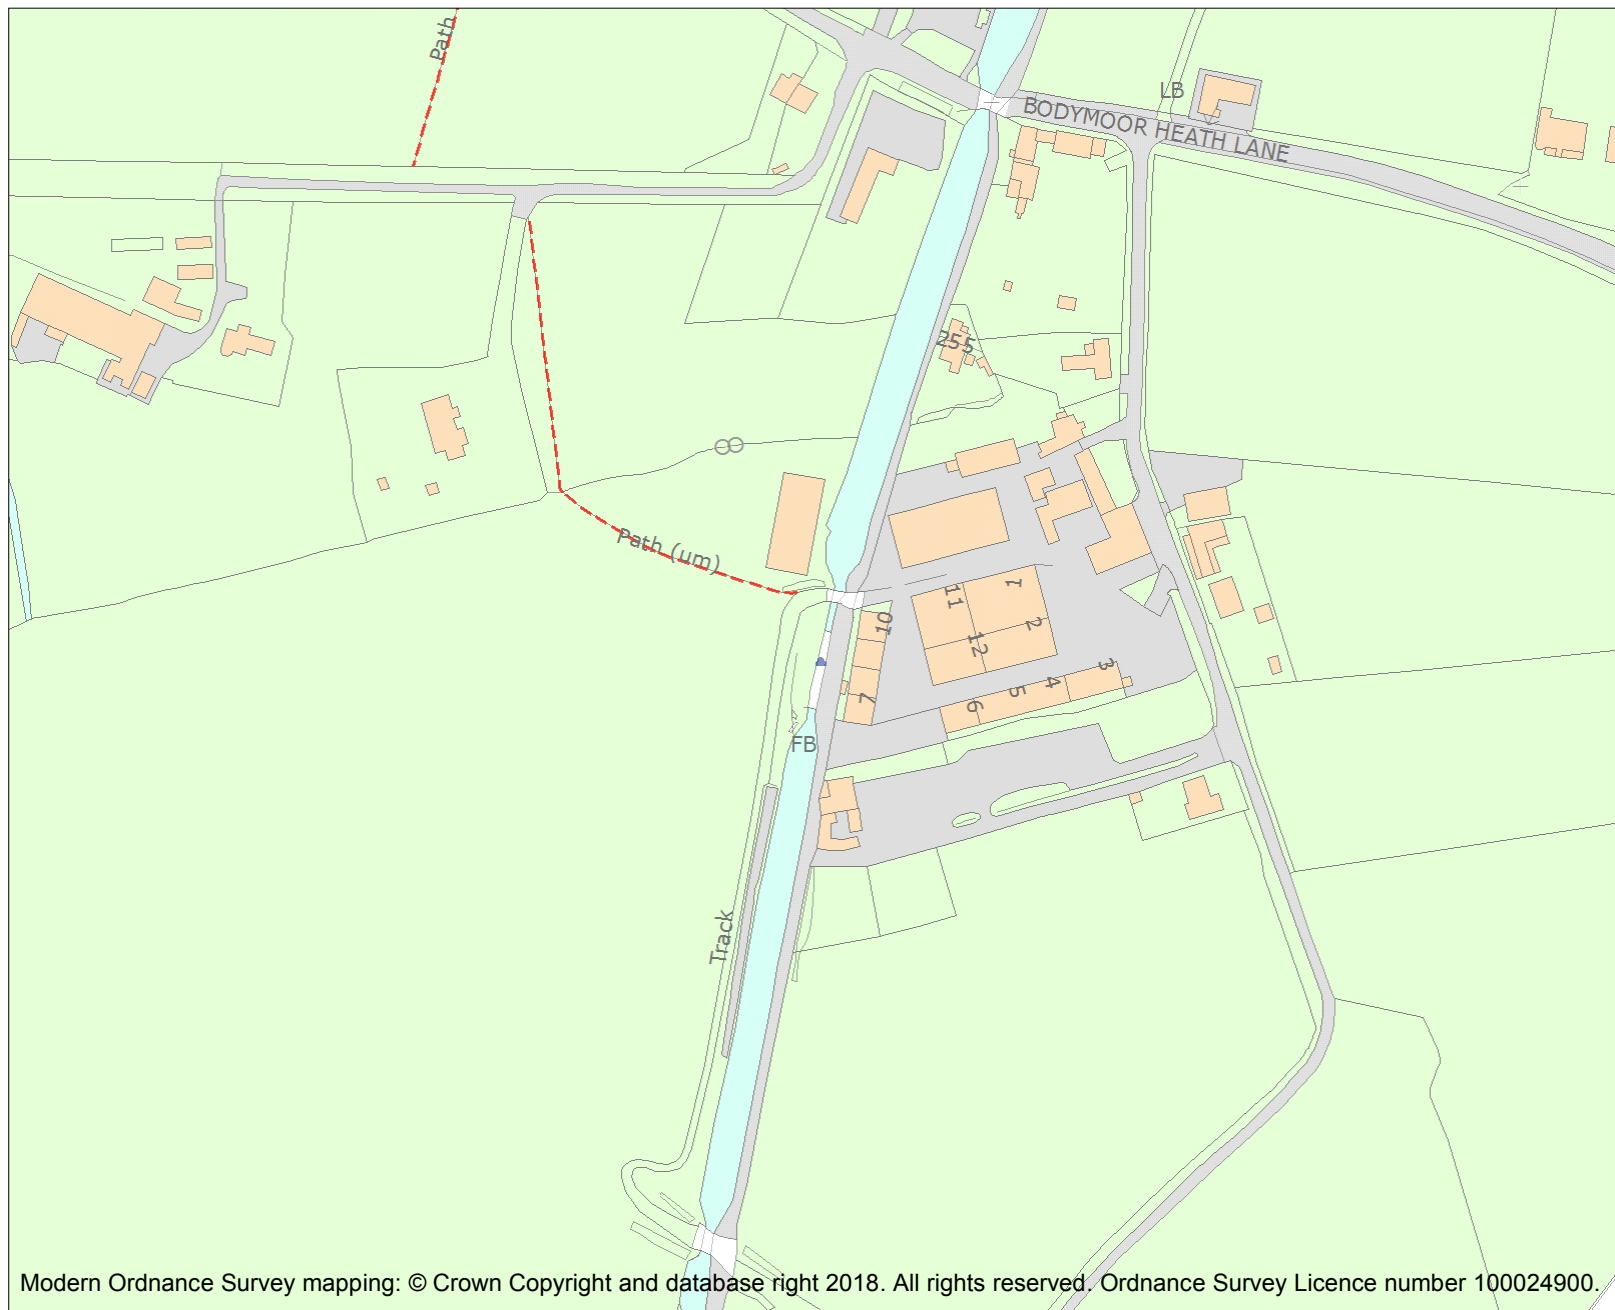 Path
LB
BODYMOOR HEATH LANE
255
Path (um)
1
11
10
2
12
3
4
5
7
6
FB
Track
Modern Ordnance Survey mapping: © Crown Copyright and database right 2018. All rights reserved. Ordnance Survey Licence number 100024900.